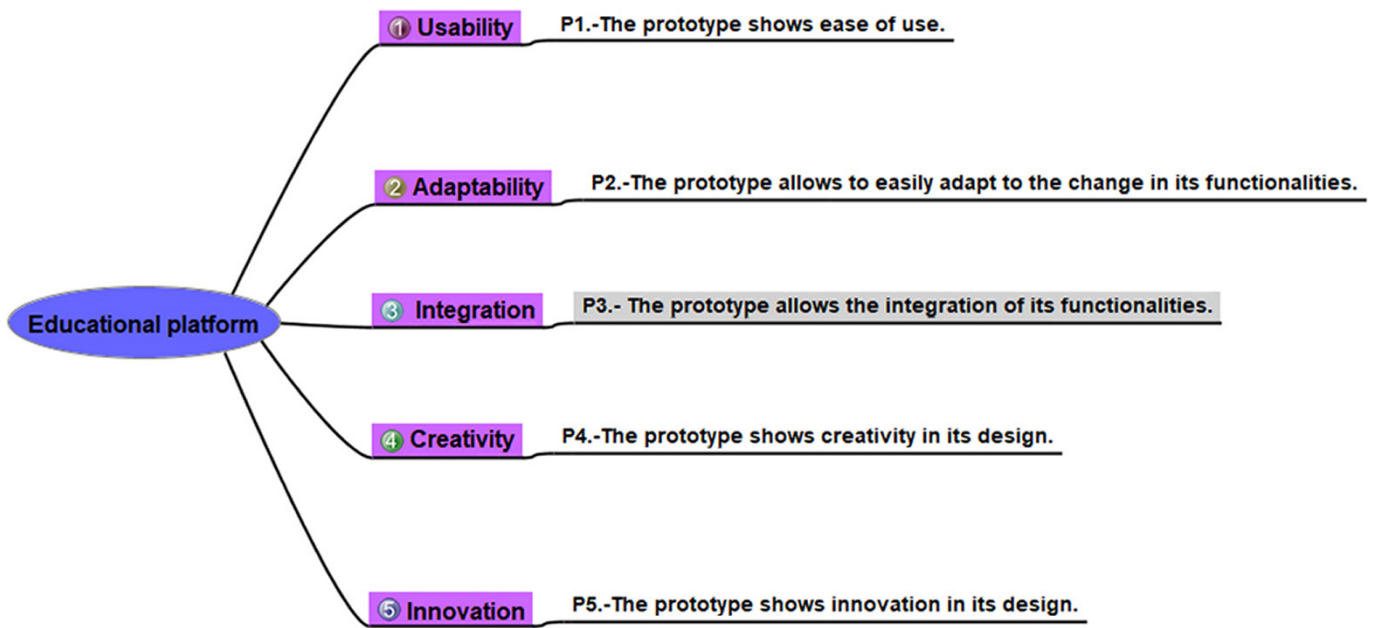 ① Usability P1.-The prototype shows ease of use.
② Adaptability P2.-The prototype allows to easily adapt to the change in its functionalities.
③ Integration P3.- The prototype allows the integration of its functionalities.
Educational platform
④ Creativity P4.-The prototype shows creativity in its design.
⑤ Innovation P5.-The prototype shows innovation in its design.